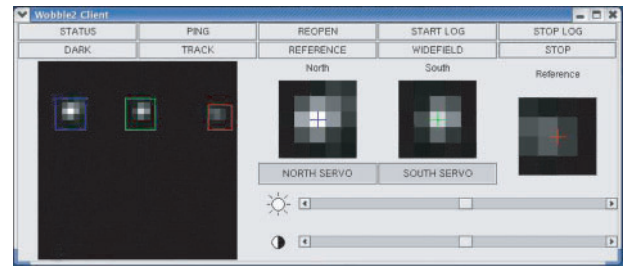 Wobble2 Client
STATUS PING REOPEN START LOG STOP LOG
DARK TRACK REFERENCE WIDEFIELD STOP
North South Reference
NORTH SERVO SOUTH SERVO